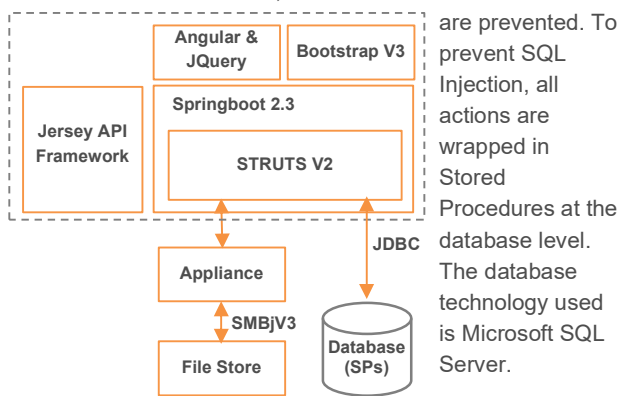 Angular &
JQuery
Bootstrap V3
Springboot 2.3
Jersey API
Framework
STRUTS V2
JDBC
Appliance
SMBjV3
File Store
Database
(SPs)
are prevented. To
prevent SQL
Injection, all
actions are
wrapped in
Stored
Procedures at the
database level.
The database
technology used
is Microsoft SQL
Server.